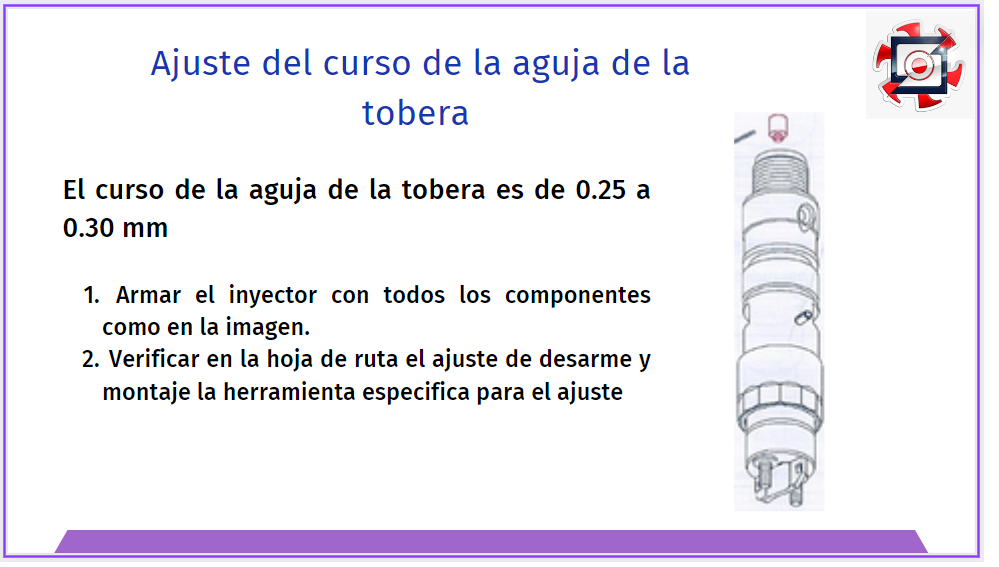 Ajuste del curso de la aguja de la
tobera
El curso de la aguja de la tobera es de 0.25 a
0.30 mm
1. Armar el inyector con todos los componentes
como en la imagen.
2. Verificar en la hoja de ruta el ajuste de desarme y
montaje la herramienta especifica para el ajuste